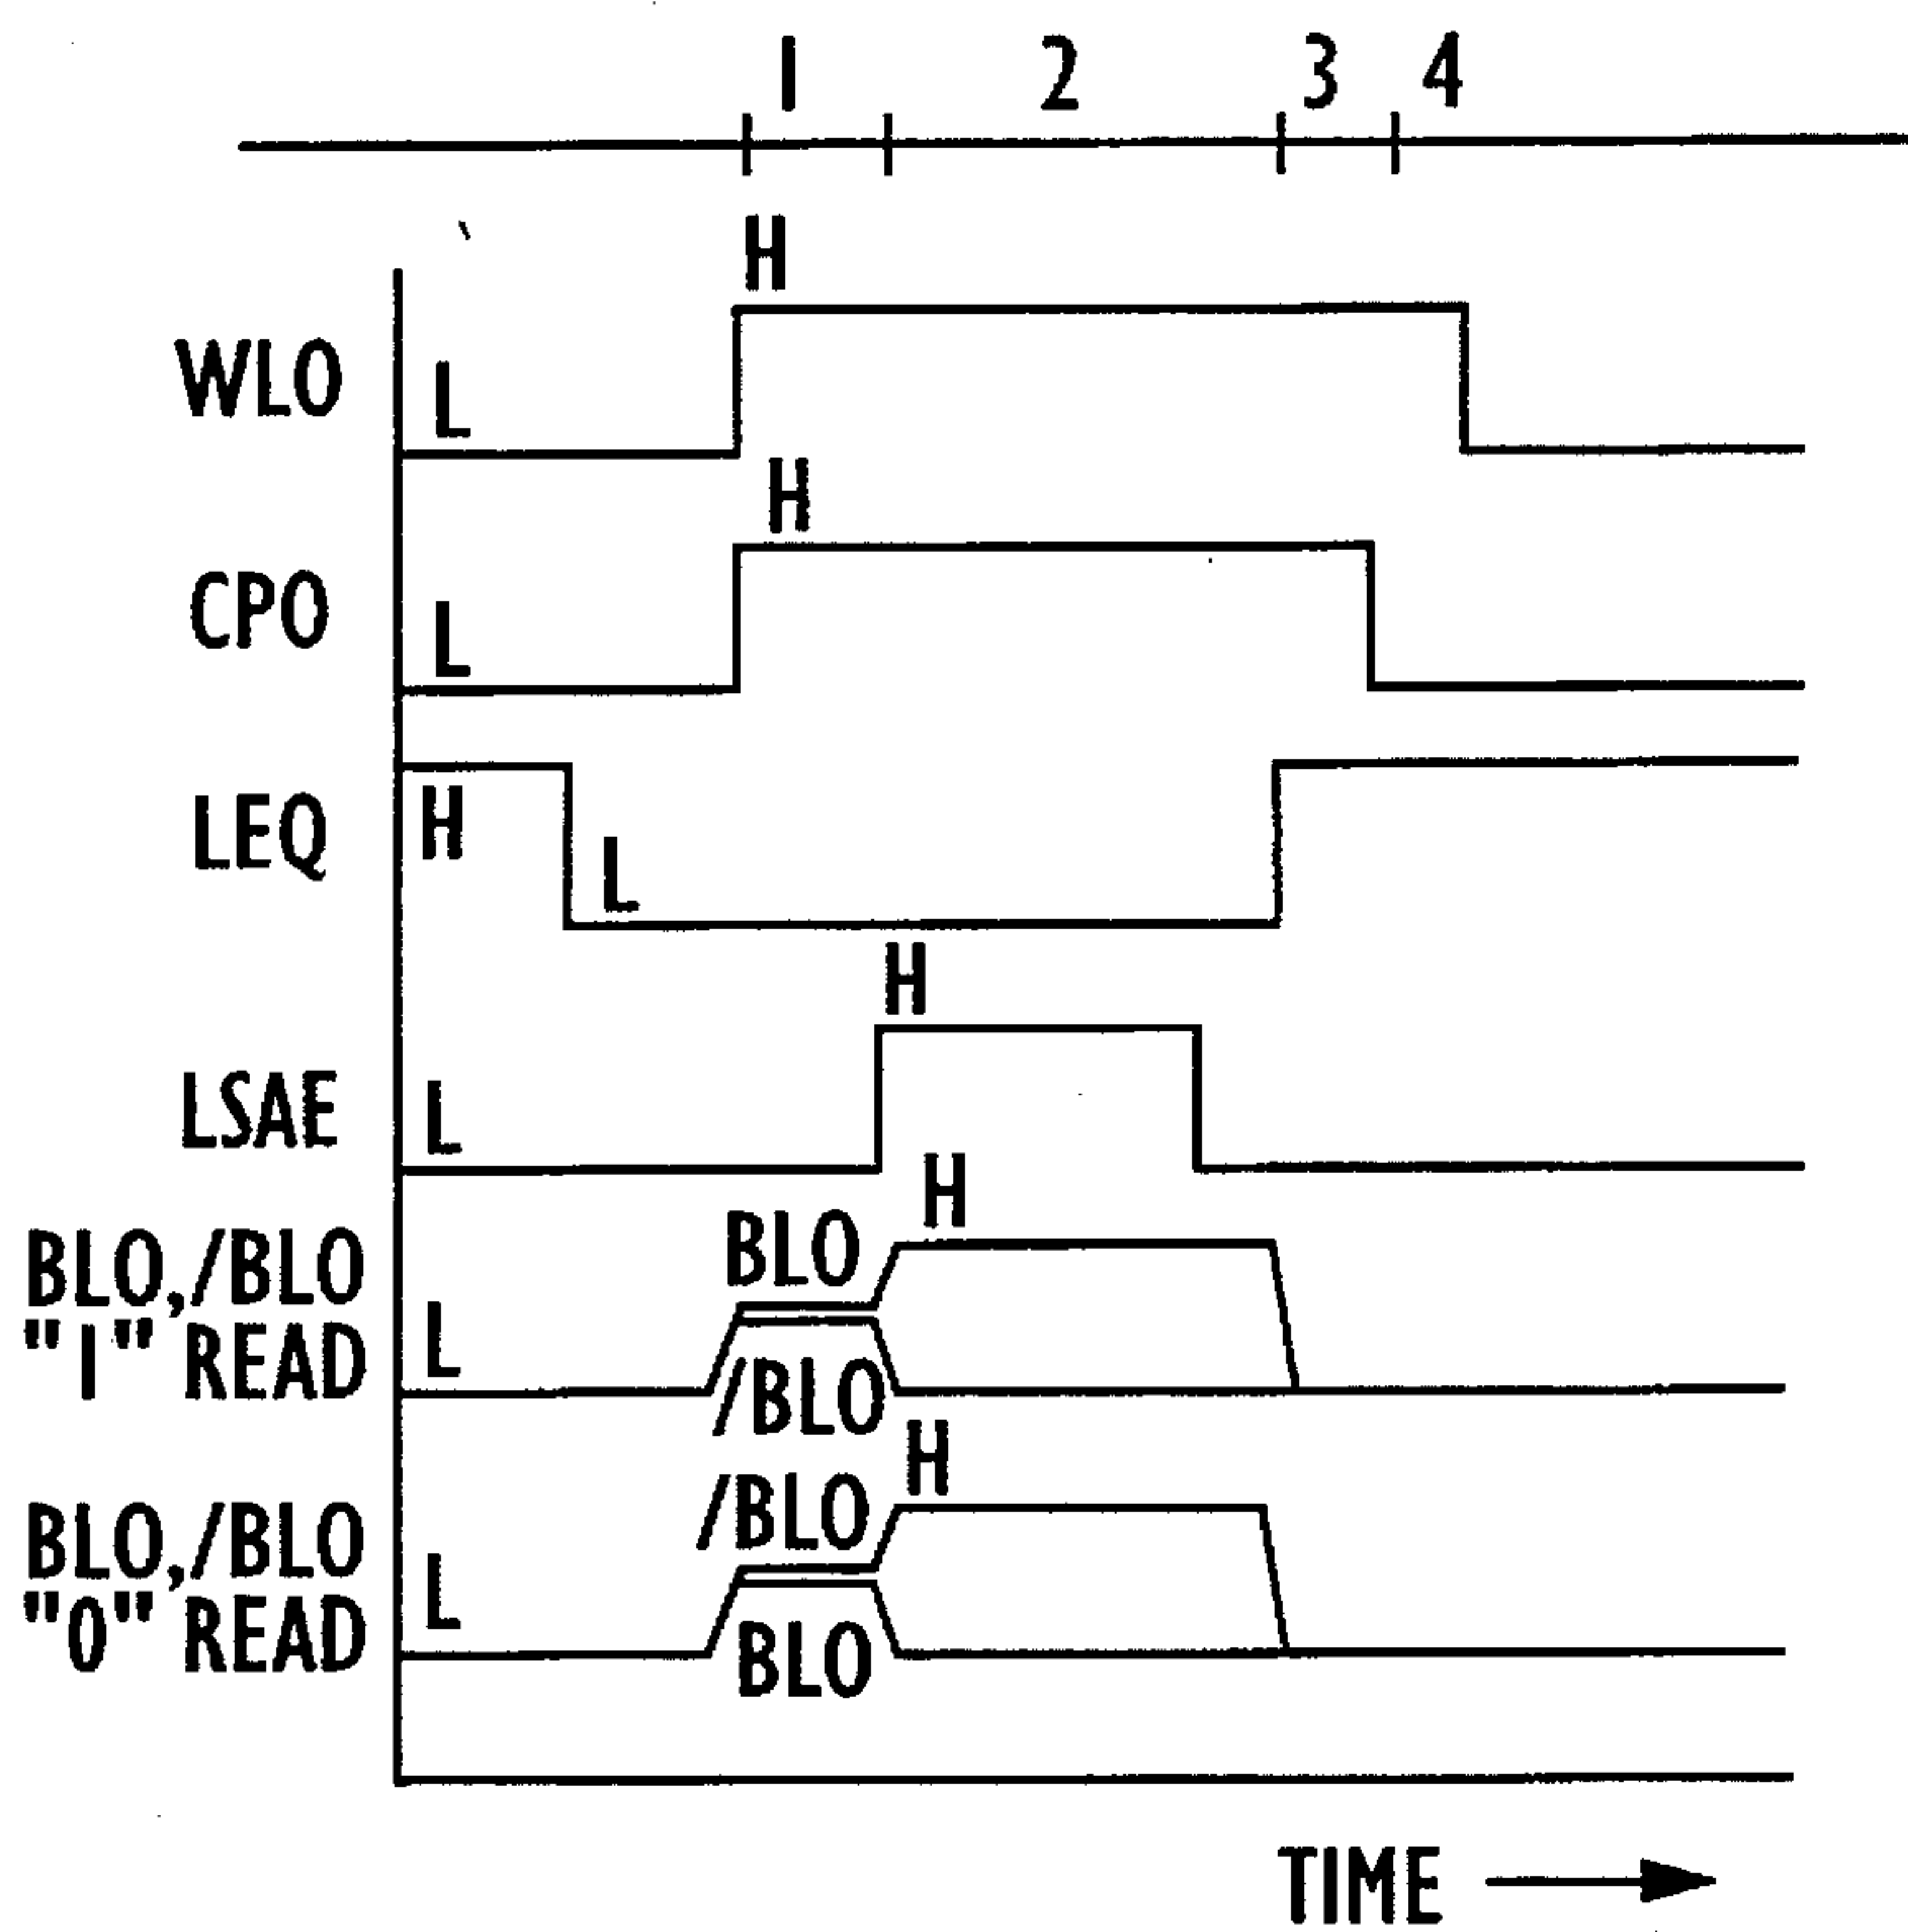 1 2 3 4
H
WLO L
H
CPO L
LEQ H L
H
LSAE L
H
BLO,/BLO BLO
"1" READ L /BLO
H
BLO,/BLO /BLO
"0" READ L BLO
TIME